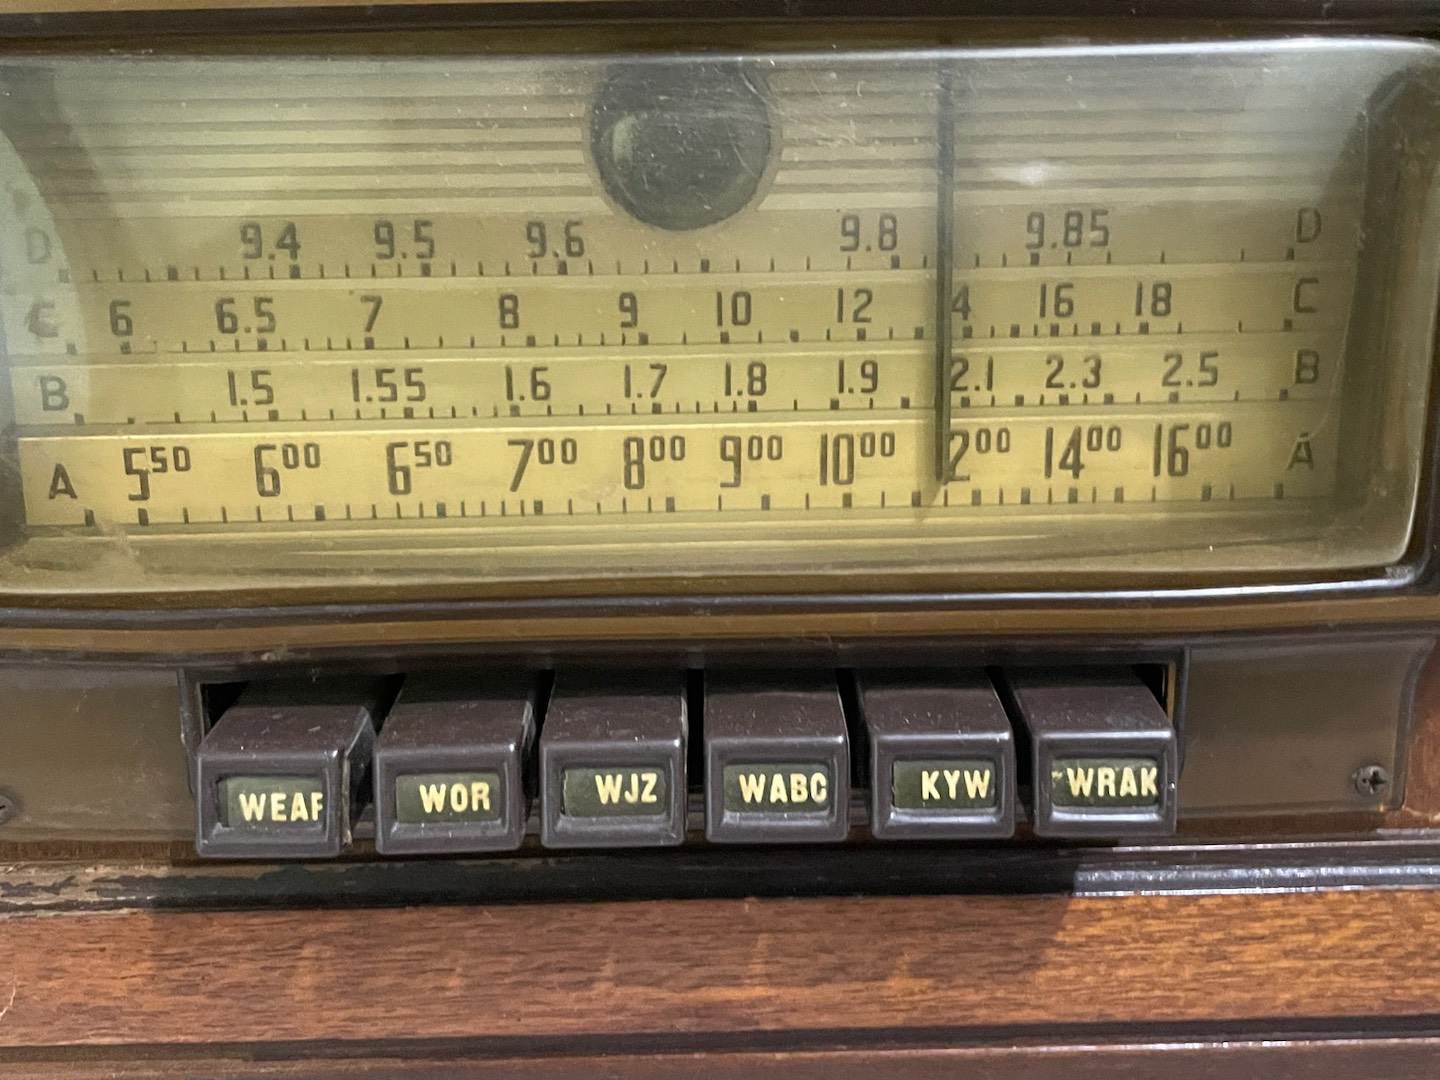 D 9.4 9.5 9.6 9.8 9.85 D
C 6 6.5 7 8 9 10 12 4 16 18 C
B 1.5 1.55 1.6 1.7 1.8 1.9 2.1 2.3 2.5 B
A 550 600 650 700 800 900 1000 200 1400 1600 A
WEAF WOR WJZ WABC KYW WRAK